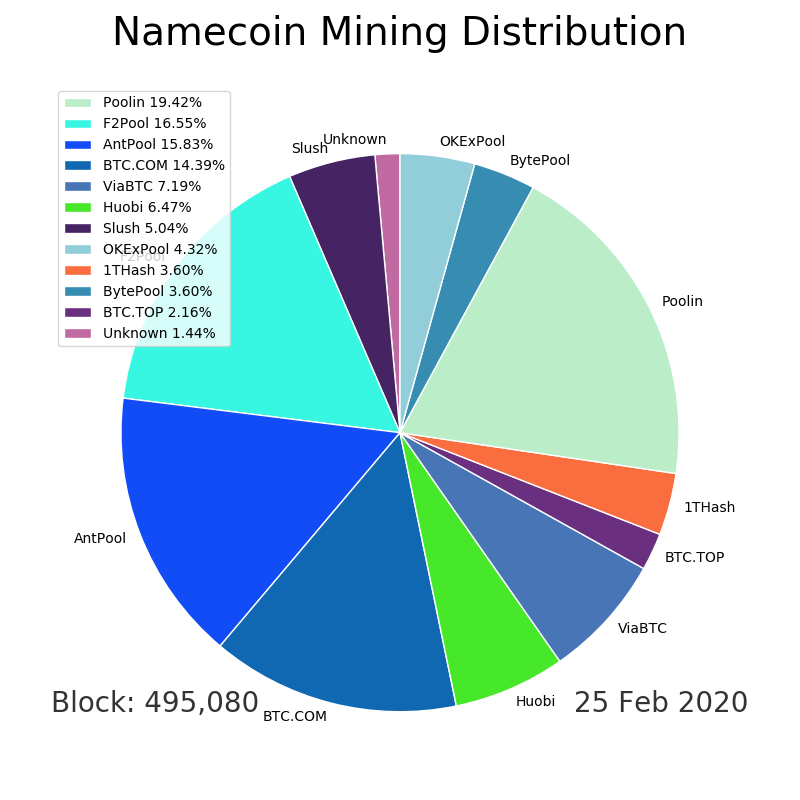 Namecoin Mining Distribution
Poolin 19.42%
F2Pool 16.55%
AntPool 15.83%
BTC.COM 14.39%
ViaBTC 7.19%
Huobi 6.47%
Slush 5.04%
OKExPool 4.32%
1THash 3.60%
BytePool 3.60%
BTC.TOP 2.16%
Unknown 1.44%
Unknown
Slush
OKExPool
BytePool
F2Pool
Poolin
1THash
AntPool
BTC.TOP
ViaBTC
Huobi
BTC.COM
Block: 495,080
25 Feb 2020